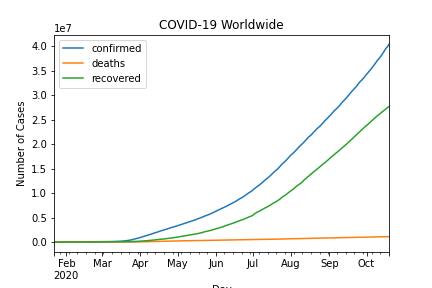 COVID-19 Worldwide
1e7
confirmed
deaths
recovered
4.0
3.5
3.0
2.5
2.0
1.5
1.0
0.5
0.0
Number of Cases
Feb Mar Apr May Jun Jul Aug Sep Oct
2020